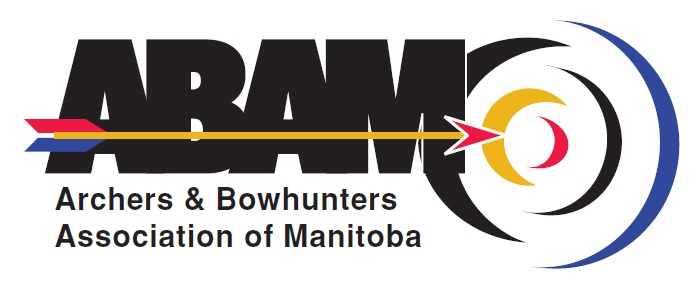 ABAM
Archers & Bowhunters
Association of Manitoba